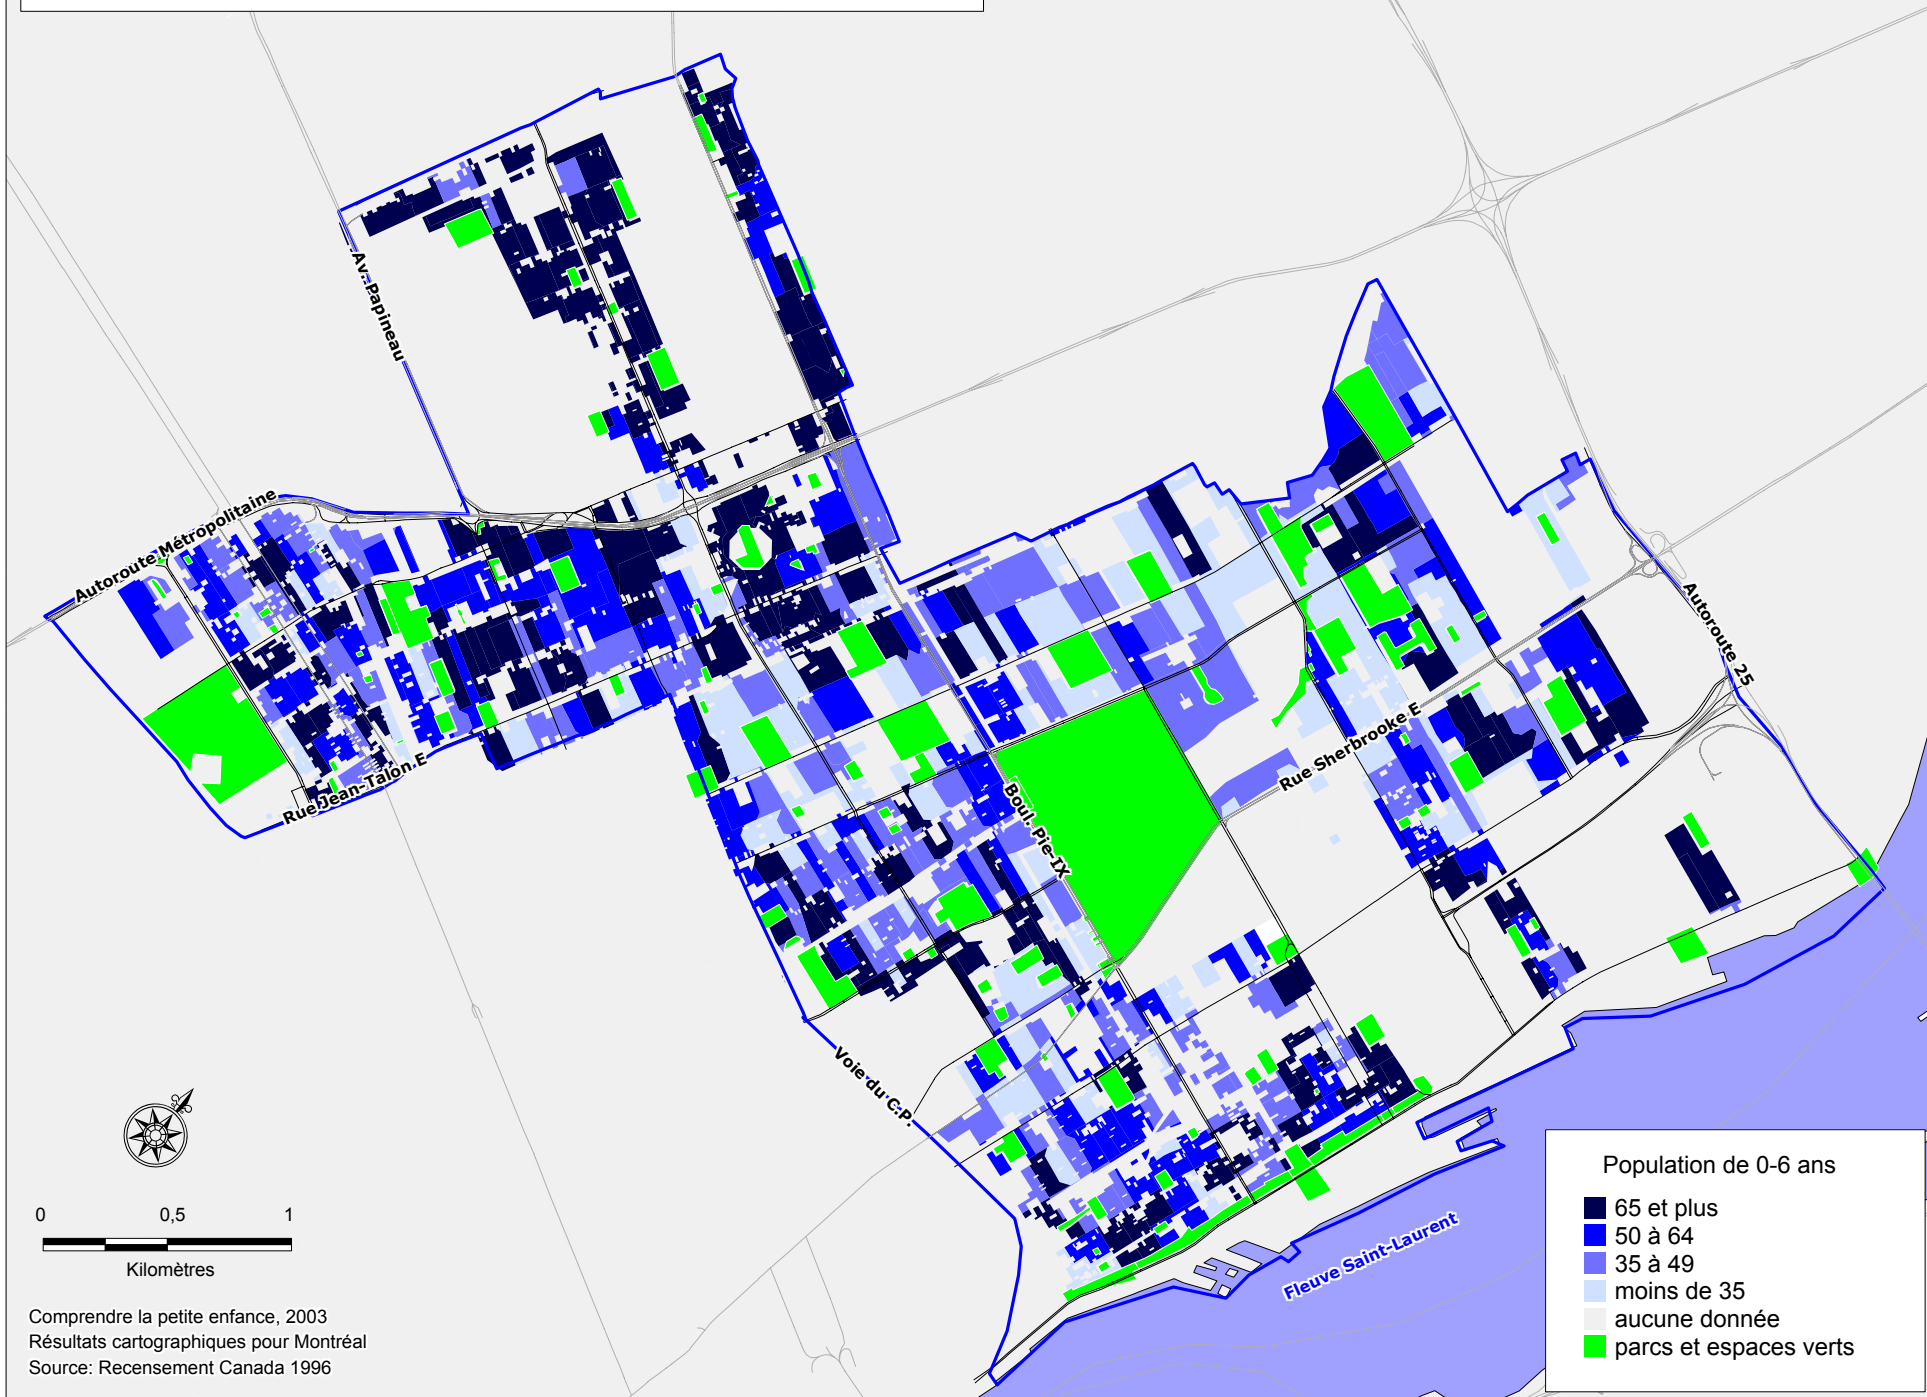 Av. Papineau
Autoroute Métropolitaine
Autoroute 25
Rue Sherbrooke E
Rue Jean-Talon E
Boul. Pie-IX
Voie du C.P.
Fleuve Saint-Laurent
0 0,5 1
Kilomètres
Comprendre la petite enfance, 2003
Résultats cartographiques pour Montréal
Source: Recensement Canada 1996
Population de 0-6 ans
65 et plus
50 à 64
35 à 49
moins de 35
aucune donnée
parcs et espaces verts